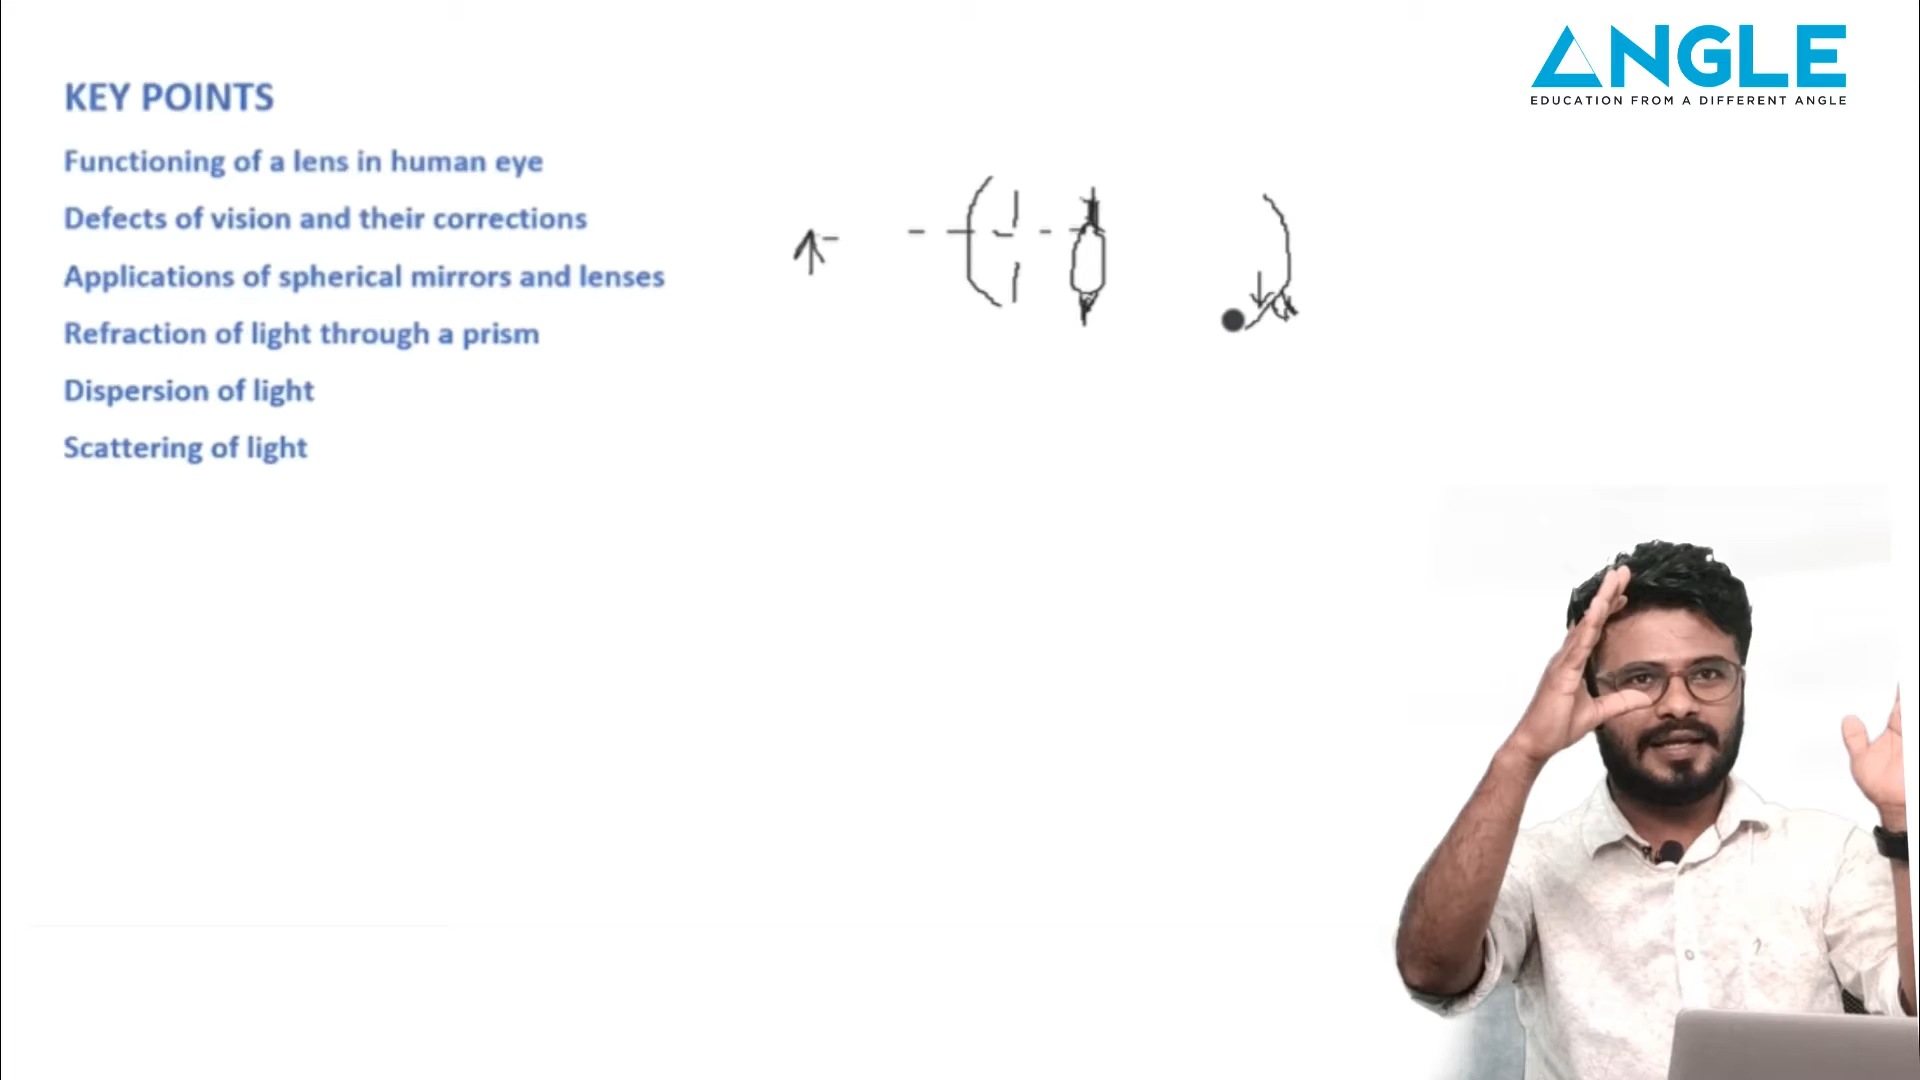 ANGLE
EDUCATION FROM A DIFFERENT ANGLE
KEY POINTS
Functioning of a lens in human eye
Defects of vision and their corrections
Applications of spherical mirrors and lenses
Refraction of light through a prism
Dispersion of light
Scattering of light